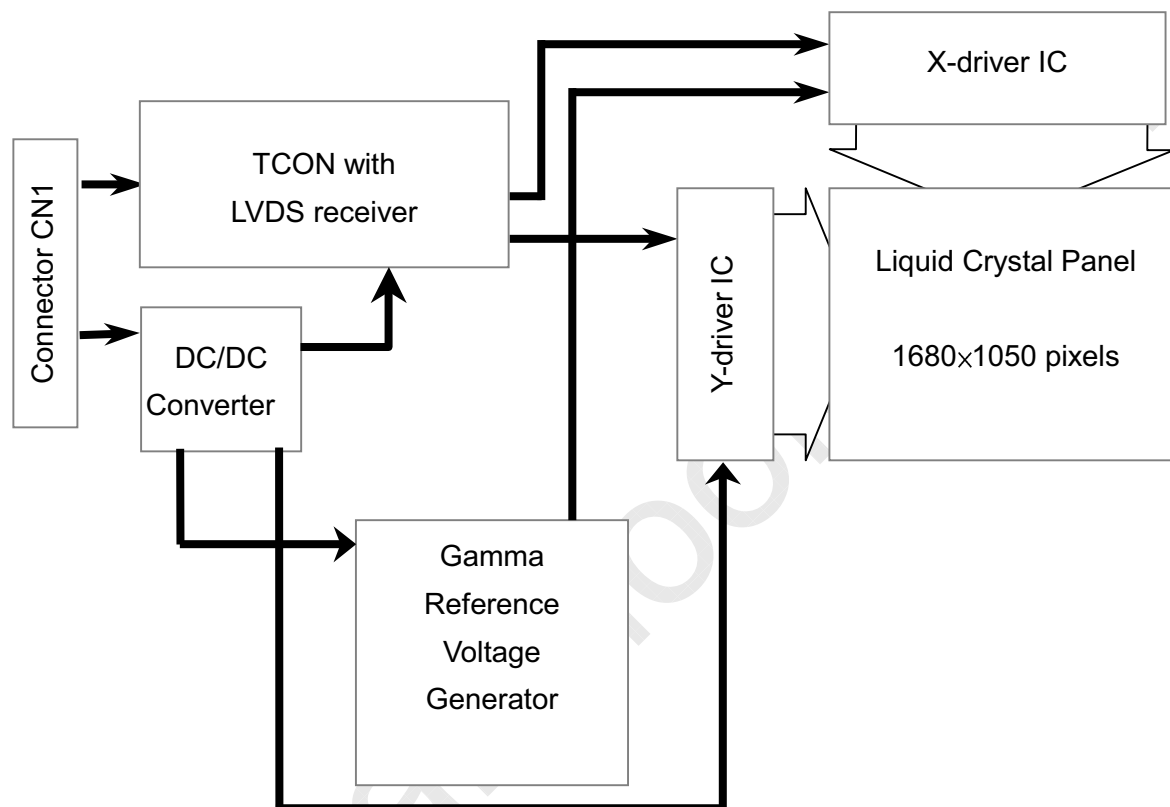 X-driver IC
TCON with
LVDS receiver
Connector CN1
Y-driver IC
Liquid Crystal Panel
1680×1050 pixels
DC/DC
Converter
Gamma
Reference
Voltage
Generator